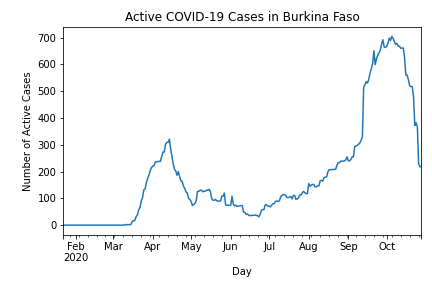 Active COVID-19 Cases in Burkina Faso
Number of Active Cases
700
600
500
400
300
200
100
0
Feb Mar Apr May Jun Jul Aug Sep Oct
2020
Day